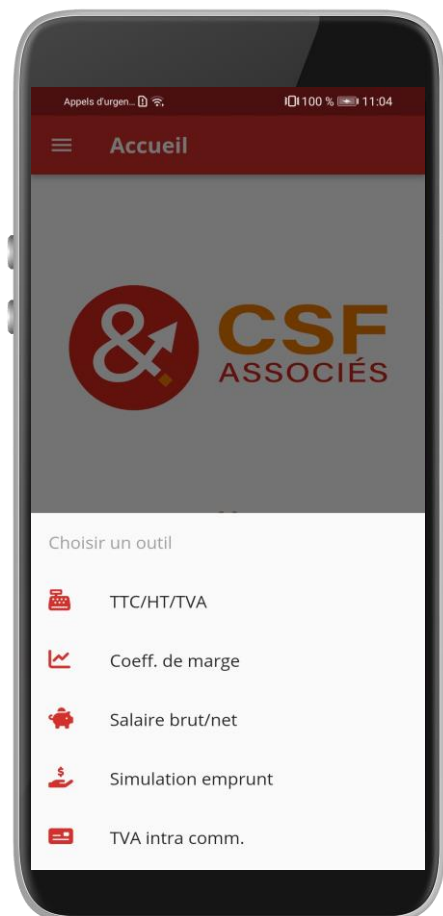 Appels d'urgen... 100 % 11:04
Accueil
& CSF
ASSOCIÉS
Choisir un outil
TTC/HT/TVA
Coeff. de marge
Salaire brut/net
Simulation emprunt
TVA intra comm.